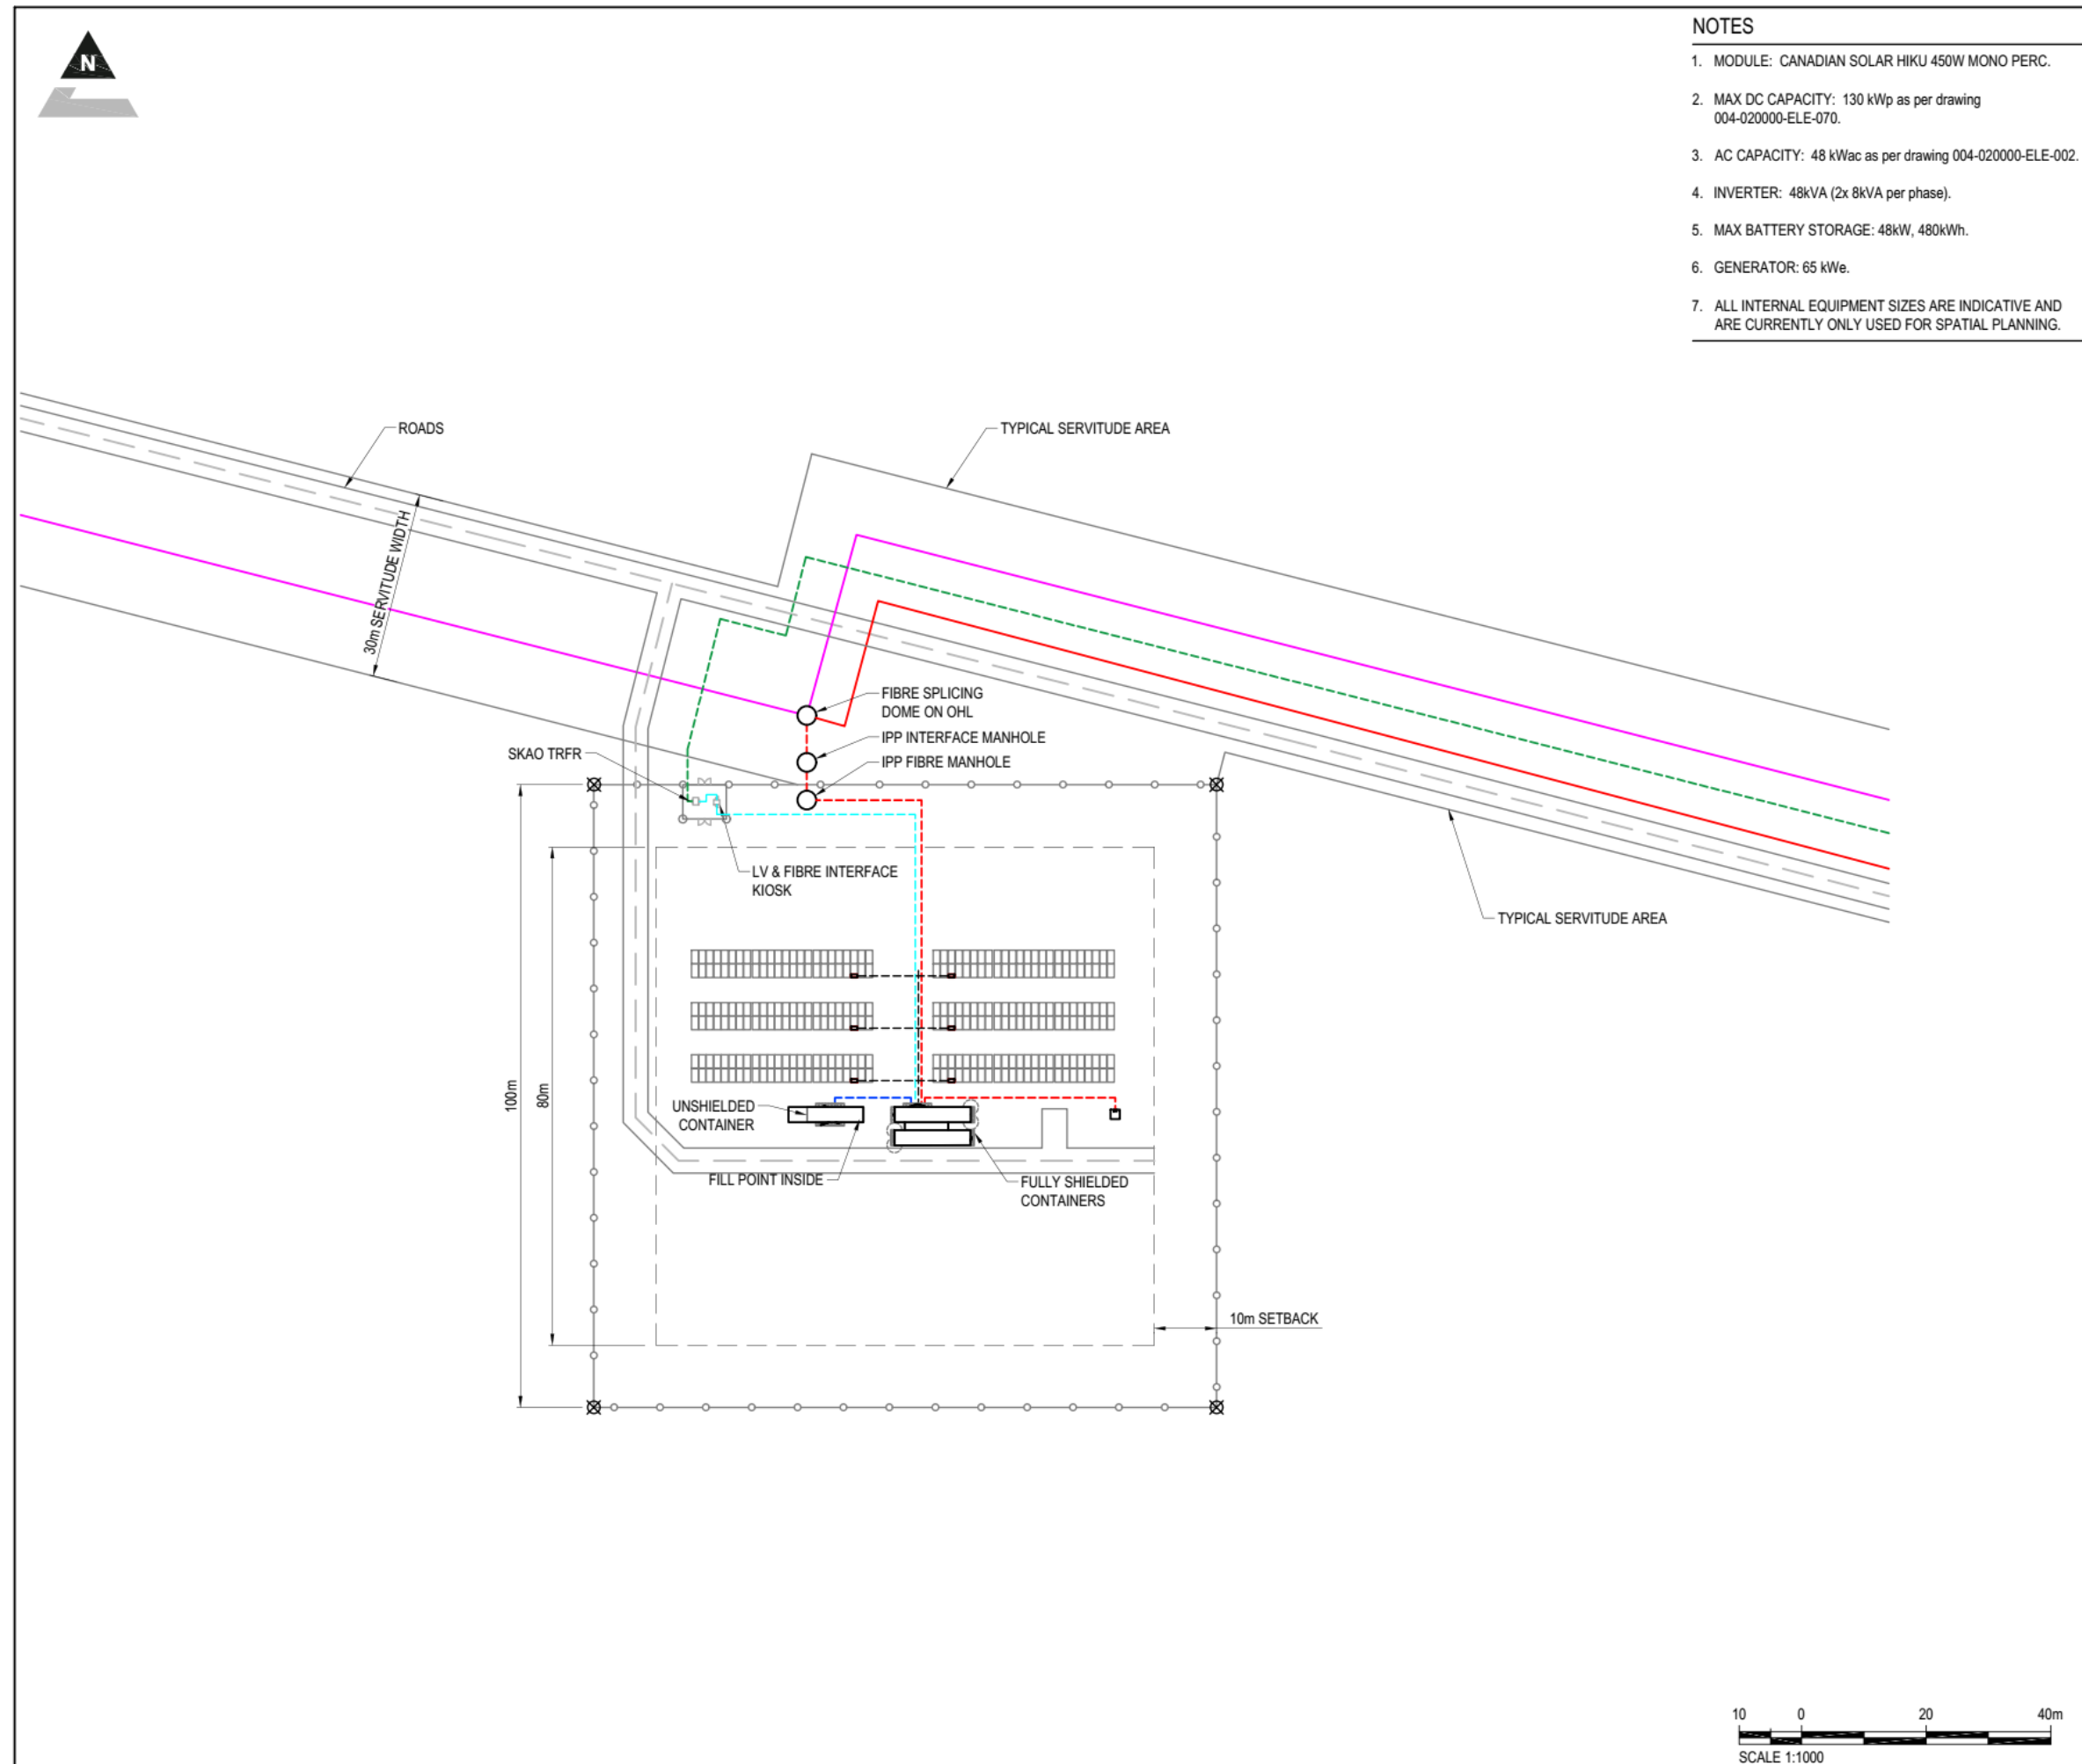 N
NOTES
1. MODULE: CANADIAN SOLAR HIKU 450W MONO PERC.
2. MAX DC CAPACITY: 130 kWp as per drawing
004-020000-ELE-070.
3. AC CAPACITY: 48 kWac as per drawing 004-020000-ELE-002.
4. INVERTER: 48kVA (2x 8kVA per phase).
5. MAX BATTERY STORAGE: 48kW, 480kWh.
6. GENERATOR: 65 kWe.
7. ALL INTERNAL EQUIPMENT SIZES ARE INDICATIVE AND
ARE CURRENTLY ONLY USED FOR SPATIAL PLANNING.
ROADS
TYPICAL SERVITUDE AREA
30m SERVITUDE WIDTH
FIBRE SPLICING
DOME ON OHL
IPP INTERFACE MANHOLE
SKAO TRFR
IPP FIBRE MANHOLE
LV & FIBRE INTERFACE
KIOSK
TYPICAL SERVITUDE AREA
100m
80m
UNSHIELDED
CONTAINER
FILL POINT INSIDE
FULLY SHIELDED
CONTAINERS
10m SETBACK
10 0 20 40m
SCALE 1:1000